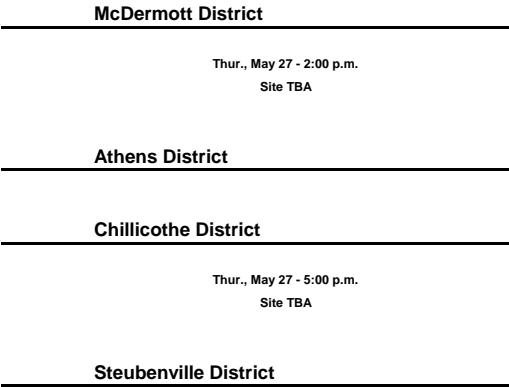 McDermott District
Thur., May 27 - 2:00 p.m.
Site TBA
Athens District
Chillicothe District
Thur., May 27 - 5:00 p.m.
Site TBA
Steubenville District